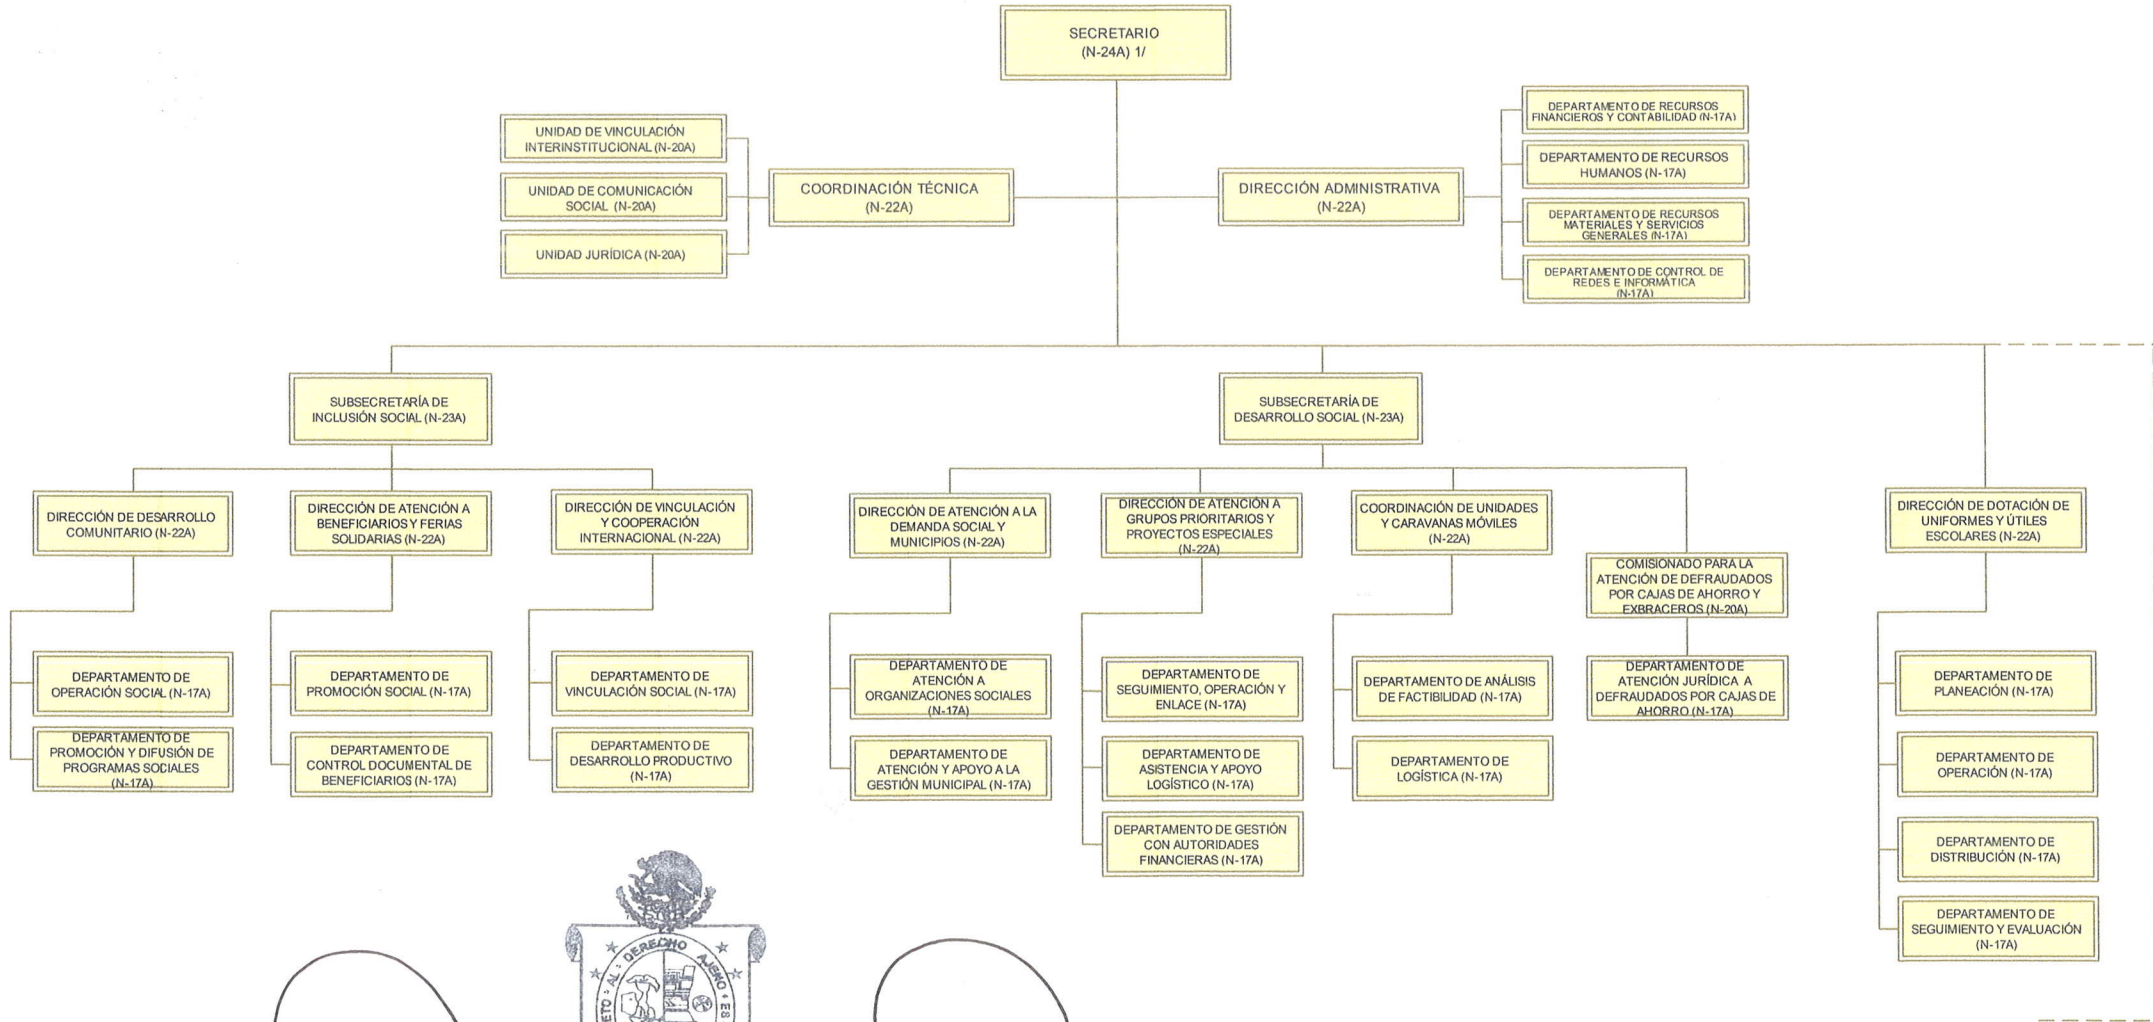 SECRETARIO
(N-24A) 1/
UNIDAD DE VINCULACIÓN
INTERINSTITUCIONAL (N-20A)
UNIDAD DE COMUNICACIÓN
SOCIAL (N-20A)
UNIDAD JURÍDICA (N-20A)
COORDINACIÓN TÉCNICA
(N-22A)
DIRECCIÓN ADMINISTRATIVA
(N-22A)
DEPARTAMENTO DE RECURSOS
FINANCIEROS Y CONTABILIDAD (N-17A)
DEPARTAMENTO DE RECURSOS
HUMANOS (N-17A)
DEPARTAMENTO DE RECURSOS
MATERIALES Y SERVICIOS
GENERALES (N-17A)
DEPARTAMENTO DE CONTROL DE
REDES E INFORMÁTICA
(N-17A)
SUBSECRETARÍA DE
INCLUSIÓN SOCIAL (N-23A)
SUBSECRETARÍA DE
DESARROLLO SOCIAL (N-23A)
DIRECCIÓN DE DESARROLLO
COMUNITARIO (N-22A)
DIRECCIÓN DE ATENCIÓN A
BENEFICIARIOS Y FERIAS
SOLIDARIAS (N-22A)
DIRECCIÓN DE VINCULACIÓN
Y COOPERACIÓN
INTERNACIONAL (N-22A)
DIRECCIÓN DE ATENCIÓN A LA
DEMANDA SOCIAL Y
MUNICIPIOS (N-22A)
DIRECCIÓN DE ATENCIÓN A
GRUPOS PRIORITARIOS Y
PROYECTOS ESPECIALES
(N-22A)
COORDINACIÓN DE UNIDADES
Y CARAVANAS MÓVILES
(N-22A)
COMISIONADO PARA LA
ATENCIÓN DE DEFRAUDADOS
POR CAJAS DE AHORRO Y
EXBRACEROS (N-20A)
DIRECCIÓN DE DOTACIÓN DE
UNIFORMES Y ÚTILES
ESCOLARES (N-22A)
DEPARTAMENTO DE
OPERACIÓN SOCIAL (N-17A)
DEPARTAMENTO DE
PROMOCIÓN Y DIFUSIÓN DE
PROGRAMAS SOCIALES
(N-17A)
DEPARTAMENTO DE
PROMOCIÓN SOCIAL (N-17A)
DEPARTAMENTO DE
CONTROL DOCUMENTAL DE
BENEFICIARIOS (N-17A)
DEPARTAMENTO DE
VINCULACIÓN SOCIAL (N-17A)
DEPARTAMENTO DE
DESARROLLO PRODUCTIVO
(N-17A)
DEPARTAMENTO DE
ATENCIÓN A
ORGANIZACIONES SOCIALES
(N-17A)
DEPARTAMENTO DE
ATENCIÓN Y APOYO A LA
GESTIÓN MUNICIPAL (N-17A)
DEPARTAMENTO DE
SEGUIMIENTO, OPERACIÓN Y
ENLACE (N-17A)
DEPARTAMENTO DE
ASISTENCIA Y APOYO
LOGÍSTICO (N-17A)
DEPARTAMENTO DE GESTIÓN
CON AUTORIDADES
FINANCIERAS (N-17A)
DEPARTAMENTO DE ANÁLISIS
DE FACTIBILIDAD (N-17A)
DEPARTAMENTO DE
LOGÍSTICA (N-17A)
DEPARTAMENTO DE
ATENCIÓN JURÍDICA A
DEFRAUDADOS POR CAJAS DE
AHORRO (N-17A)
DEPARTAMENTO DE
PLANEACIÓN (N-17A)
DEPARTAMENTO DE
OPERACIÓN (N-17A)
DEPARTAMENTO DE
DISTRIBUCIÓN (N-17A)
DEPARTAMENTO DE
SEGUIMIENTO Y EVALUACIÓN
(N-17A)
AL DERECHO AJENO ES